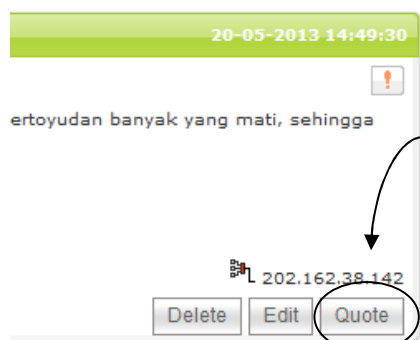 20-05-2013 14:49:30
!
ertoyudan banyak yang mati, sehingga
202.162.38.142
Delete Edit Quote